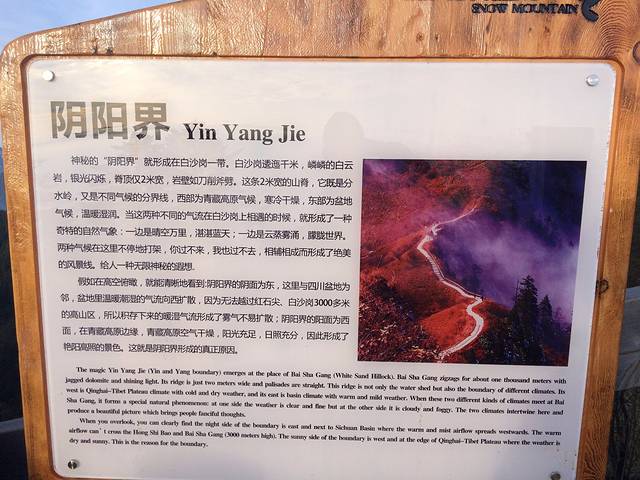 SNOW MOUNTAIN
阴阳界 Yin Yang Jie
神秘的“阴阳界”就形成在白沙岗一带。白沙岗逶迤千米，嶙嶙的白云
岩，银光闪烁，脊顶仅2米宽，岩壁如刀削斧劈。这条2米宽的山脊，它既是分
水岭，又是不同气候的分界线，西部为青藏高原气候，寒冷干燥，东部为盆地
气候，温暖湿润。当这两种不同的气流在白沙岗上相遇的时候，就形成了一种
奇特的自然气象：一边是晴空万里，湛湛蓝天；一边是云蒸雾涌，朦胧世界。
两种气候在这里不停地打架，你过不来，我也过不去，相辅相成而形成了绝美
的风景线。给人一种无限神秘的遐想。
假如在高空俯瞰，就能清晰地看到:阴阳界的阴面为东，这里与四川盆地为
邻，盆地里温暖潮湿的气流向西扩散，因为无法越过红石尖、白沙岗3000多米
的高山区，所以积存下来的暖湿气流形成了雾气不易扩散；阴阳界的阳面为西
面，在青藏高原边缘，青藏高原空气干燥，阳光充足，日照充分，因此形成了
艳阳高照的景色。这就是阴阳界形成的真正原因。
The magic Yin Yang Jie (Yin and Yang boundary) emerges at the place of Bai Sha Gang (White Sand Hillock). Bai Sha Gang zigzags for about one thousand meters with
jagged dolomite and shining light. Its ridge is just two meters wide and palisades are straight. This ridge is not only the water shed but also the boundary of different climates. Its
west is Qinghai-Tibet Plateau climate with cold and dry weather, and its east is basin climate with warm and mild weather. When these two different kinds of climates meet at Bai
Sha Gang, it forms a special natural phenomenon: at one side the weather is clear and fine but at the other side it is cloudy and foggy. The two climates intertwine here and
produce a beautiful picture which brings people fanciful thoughts.
When you overlook, you can clearly find the night side of the boundary is east and next to Sichuan Basin where the warm and mist airflow spreads westwards. The warm
airflow can't cross the Hong Shi Bao and Bai Sha Gang (3000 meters high). The sunny side of the boundary is west and at the edge of Qinghai-Tibet Plateau where the weather is
dry and sunny. This is the reason for the boundary.